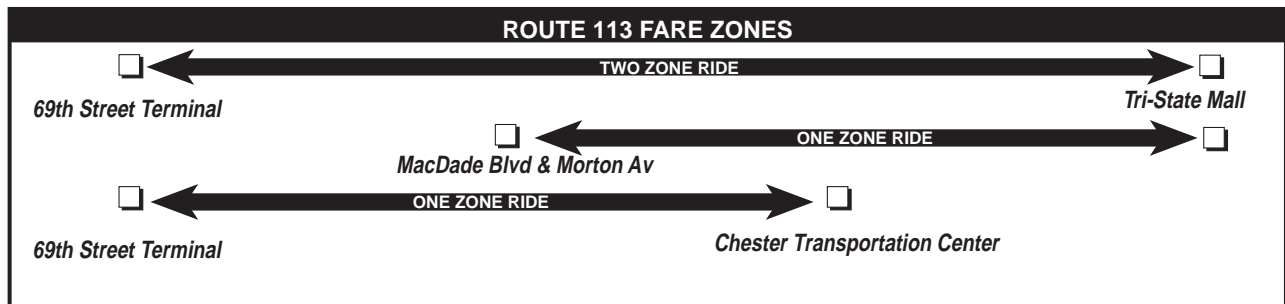 ROUTE 113 FARE ZONES
TWO ZONE RIDE
69th Street Terminal
Tri-State Mall
ONE ZONE RIDE
MacDade Blvd & Morton Av
ONE ZONE RIDE
69th Street Terminal
Chester Transportation Center